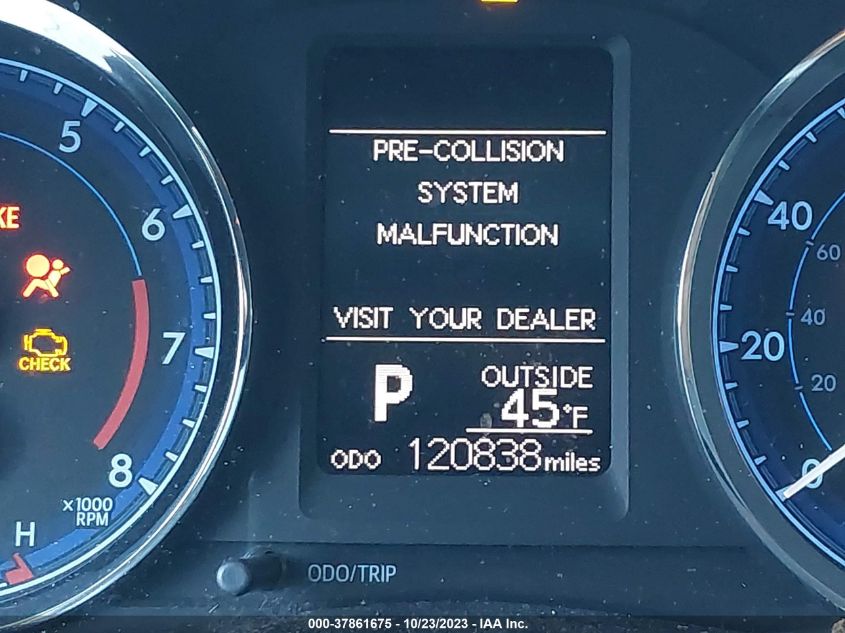 5
6
7
8
x1000
RPM
H
KE
CHECK
PRE-COLLISION
SYSTEM
MALFUNCTION
VISIT YOUR DEALER
P
OUTSIDE
45°F
ODO 120838 miles
ODO/TRIP
40
20
0
60
40
20
000-37861675 - 10/23/2023 - IAA Inc.